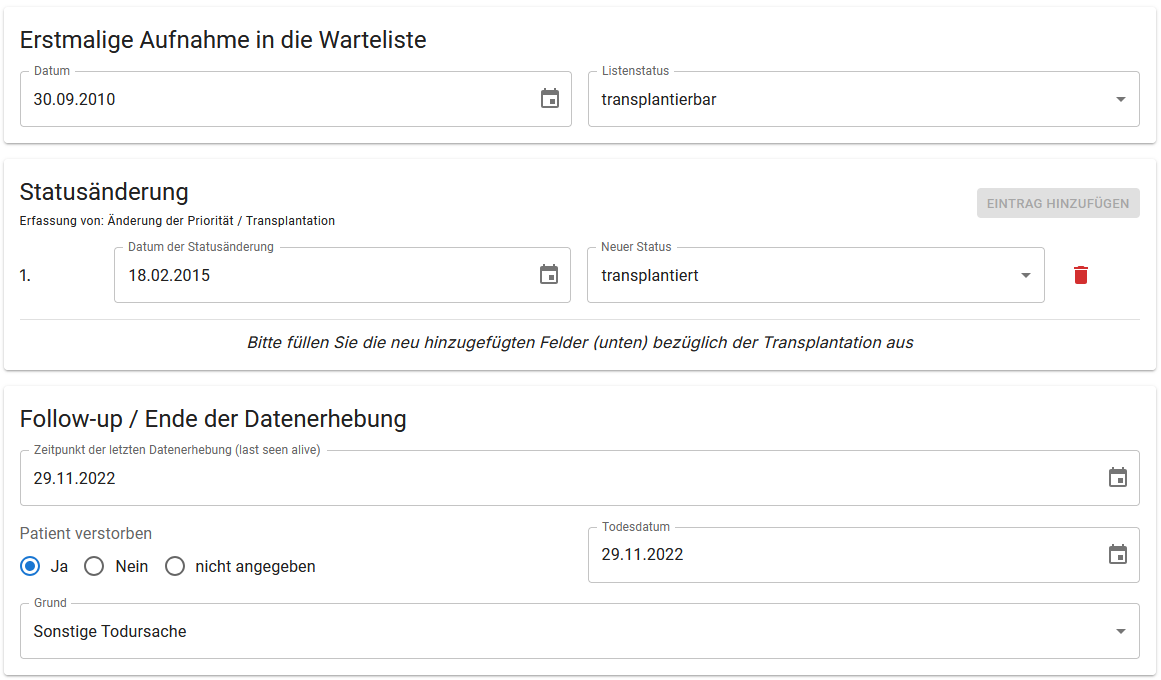 Erstmalige Aufnahme in die Warteliste
Datum
30.09.2010
Listenstatus
transplantierbar
Statusänderung
Erfassung von: Änderung der Priorität / Transplantation
EINTRAG HINZUFÜGEN
1.
Datum der Statusänderung
18.02.2015
Neuer Status
transplantiert
Bitte füllen Sie die neu hinzugefügten Felder (unten) bezüglich der Transplantation aus
Follow-up / Ende der Datenerhebung
Zeitpunkt der letzten Datenerhebung (last seen alive)
29.11.2022
Patient verstorben
Ja Nein nicht angegeben
Todesdatum
29.11.2022
Grund
Sonstige Todursache